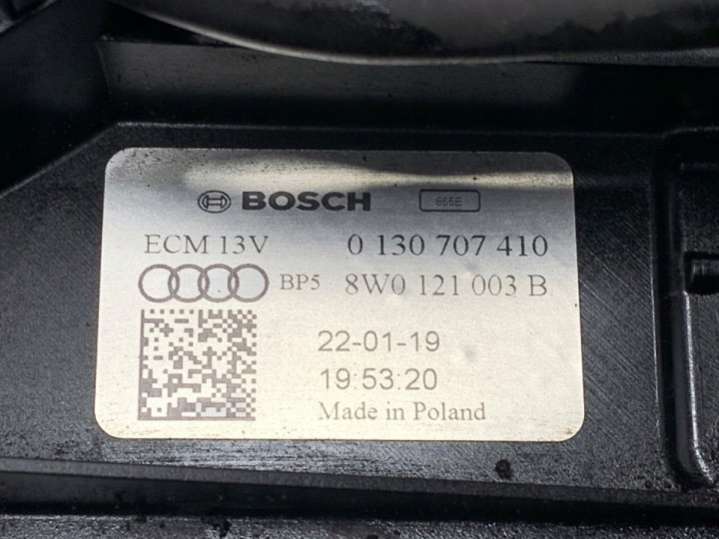 BOSCH 655E
ECM 13V 0 130 707 410
BP5 8W0 121 003 B
22-01-19
19:53:20
Made in Poland